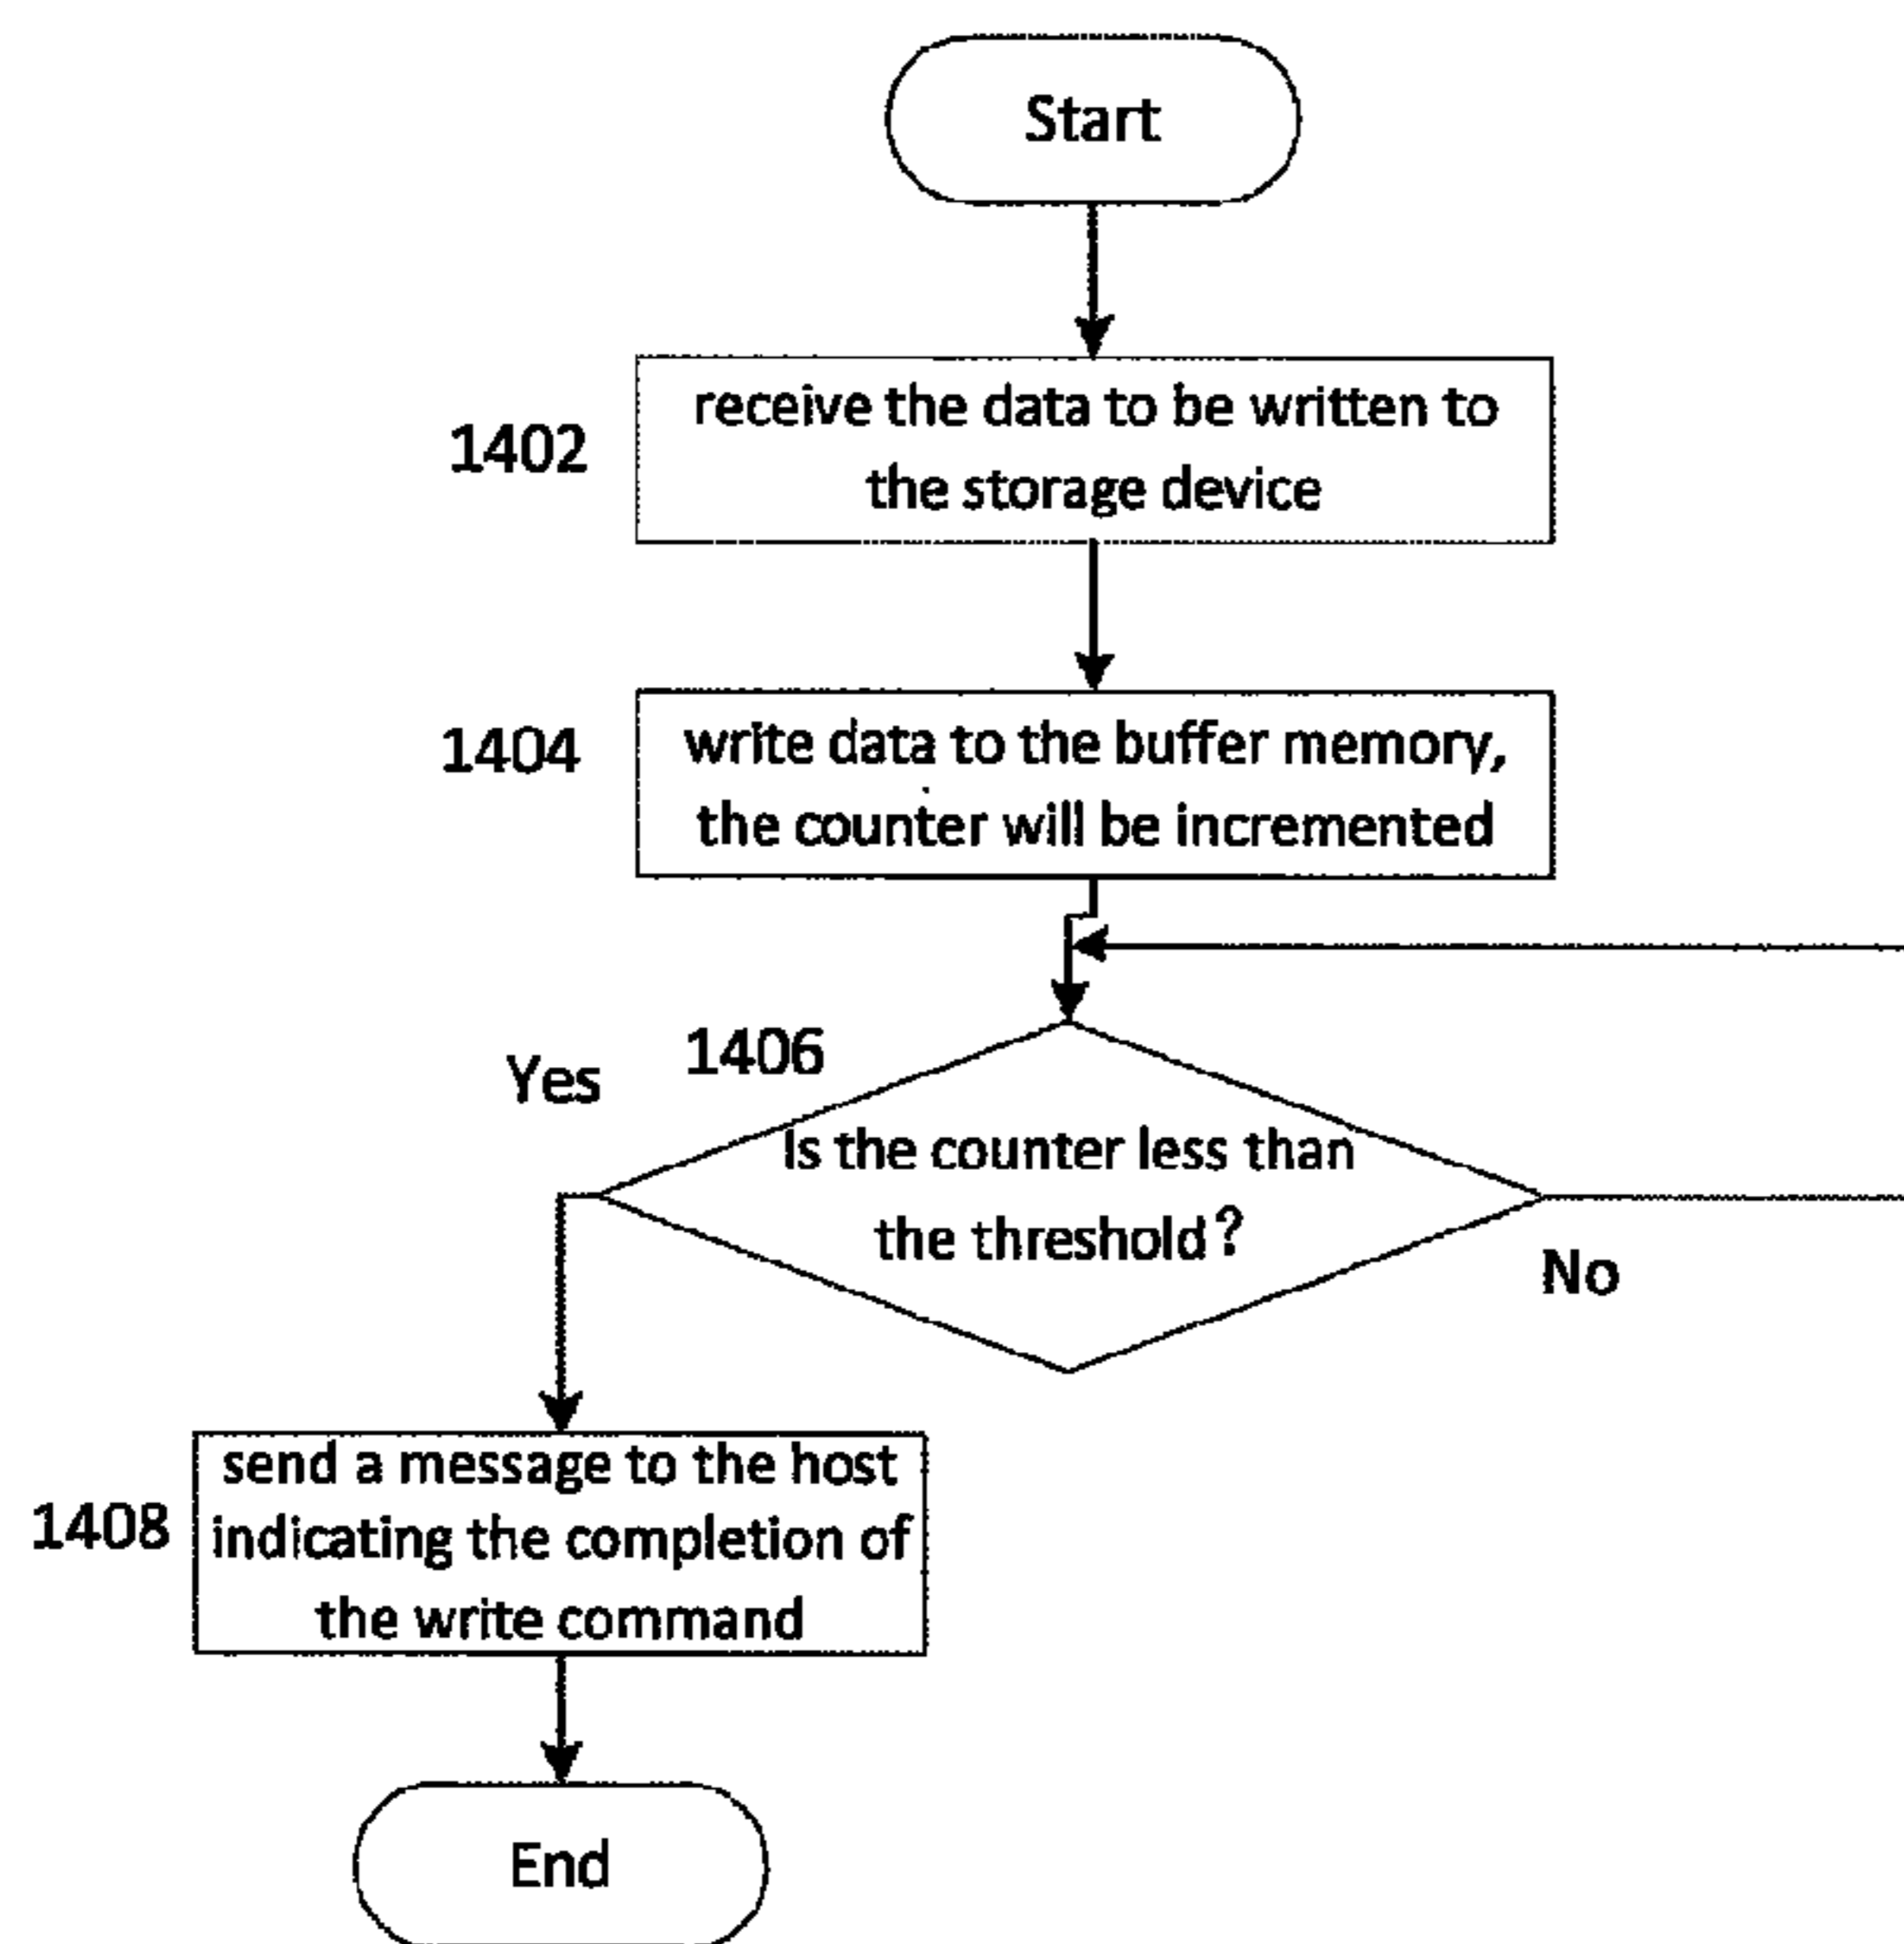 Start
1402
receive the data to be written to
the storage device
1404
write data to the buffer memory,
the counter will be incremented
1406
Yes
Is the counter less than
the threshold?
No
1408
send a message to the host
indicating the completion of
the write command
End